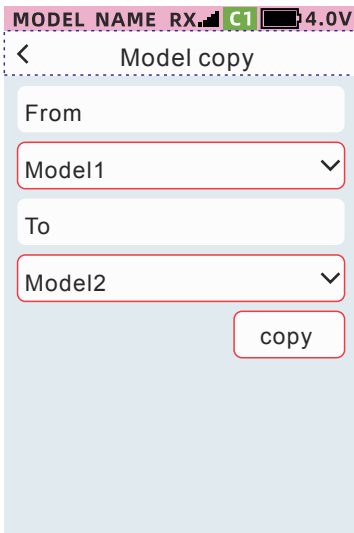 MODEL NAME RX C1 4.0V
Model copy
From
Model1
To
Model2
copy